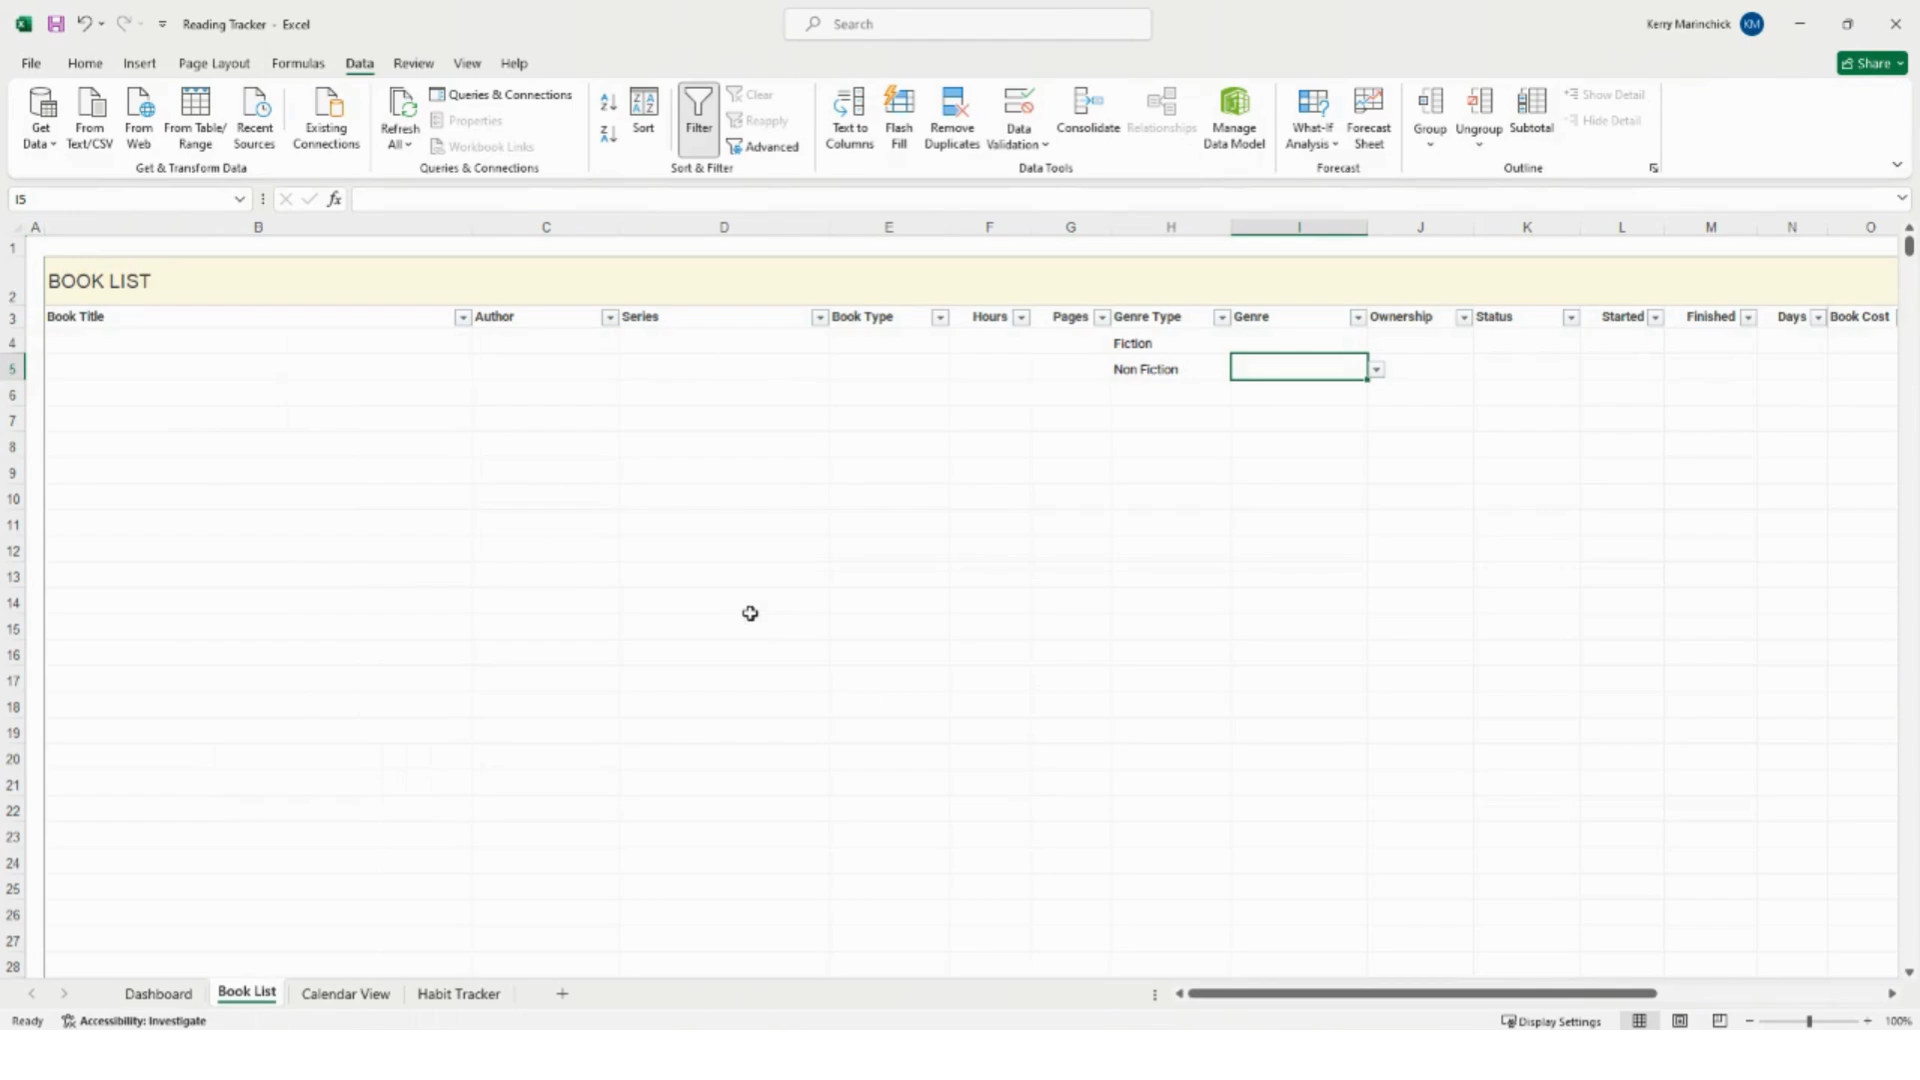 Reading Tracker - Excel
Search
Kerry Marinchick KM
File Home Insert Page Layout Formulas Data Review View Help
Share
Get Data
From Text/CSV
From Web
From Table/ Range
Recent Sources
Existing Connections
Get & Transform Data
Refresh All
Queries & Connections
Properties
Workbook Links
Queries & Connections
Sort
Filter
Clear
Reapply
Advanced
Sort & Filter
Text to Columns
Flash Fill
Remove Duplicates
Data Validation
Consolidate
Relationships
Manage Data Model
Data Tools
What-If Analysis
Forecast Sheet
Forecast
Group
Ungroup
Subtotal
Show Detail
Hide Detail
Outline
I5
fx
A B C D E F G H I J K L M N O
1
2 BOOK LIST
3 Book Title Author Series Book Type Hours Pages Genre Type Genre Ownership Status Started Finished Days Book Cost
4 Fiction
5 Non Fiction
6
7
8
9
10
11
12
13
14
15
16
17
18
19
20
21
22
23
24
25
26
27
28
Dashboard Book List Calendar View Habit Tracker
Ready Accessibility: Investigate Display Settings 100%